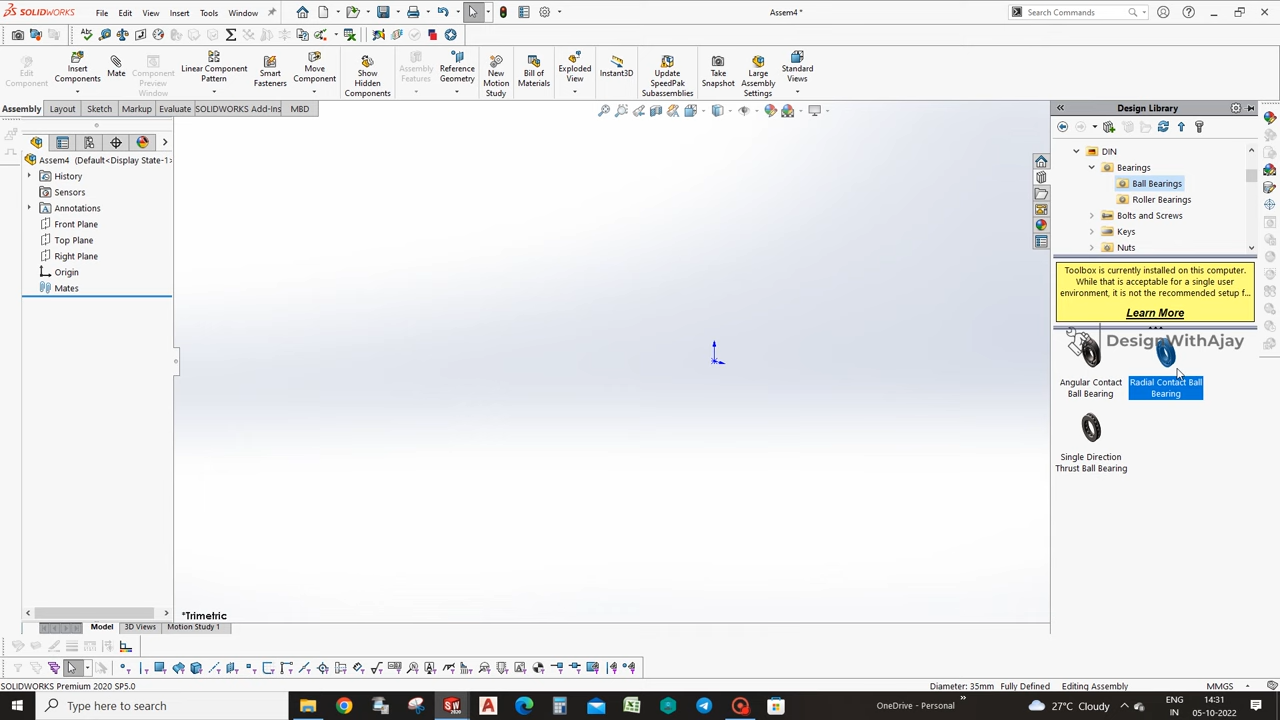 SOLIDWORKS
File Edit View Insert Tools Window
Assem4 *
Search Commands
Edit Component
Insert Components
Mate
Component Preview Window
Linear Component Pattern
Smart Fasteners
Move Component
Show Hidden Components
Assembly Features
Reference Geometry
New Motion Study
Bill of Materials
Exploded View
Instant3D
Update SpeedPak Subassemblies
Take Snapshot
Large Assembly Settings
Standard Views
Assembly Layout Sketch Markup Evaluate SOLIDWORKS Add-Ins MBD
Design Library
Assem4 (Default<Display State-1>
History
Sensors
Annotations
Front Plane
Top Plane
Right Plane
Origin
Mates
DIN
Bearings
Ball Bearings
Roller Bearings
Bolts and Screws
Keys
Nuts
Toolbox is currently installed on this computer.
While that is acceptable for a single user
environment, it is not the recommended setup f...
Learn More
DesignWithAjay
Angular Contact
Ball Bearing
Radial Contact Ball
Bearing
Single Direction
Thrust Ball Bearing
*Trimetric
Model 3D Views Motion Study 1
SOLIDWORKS Premium 2020 SP5.0
Diameter: 35mm Fully Defined Editing Assembly MMGS
Type here to search
OneDrive - Personal
27°C Cloudy
ENG
IN
14:31
05-10-2022